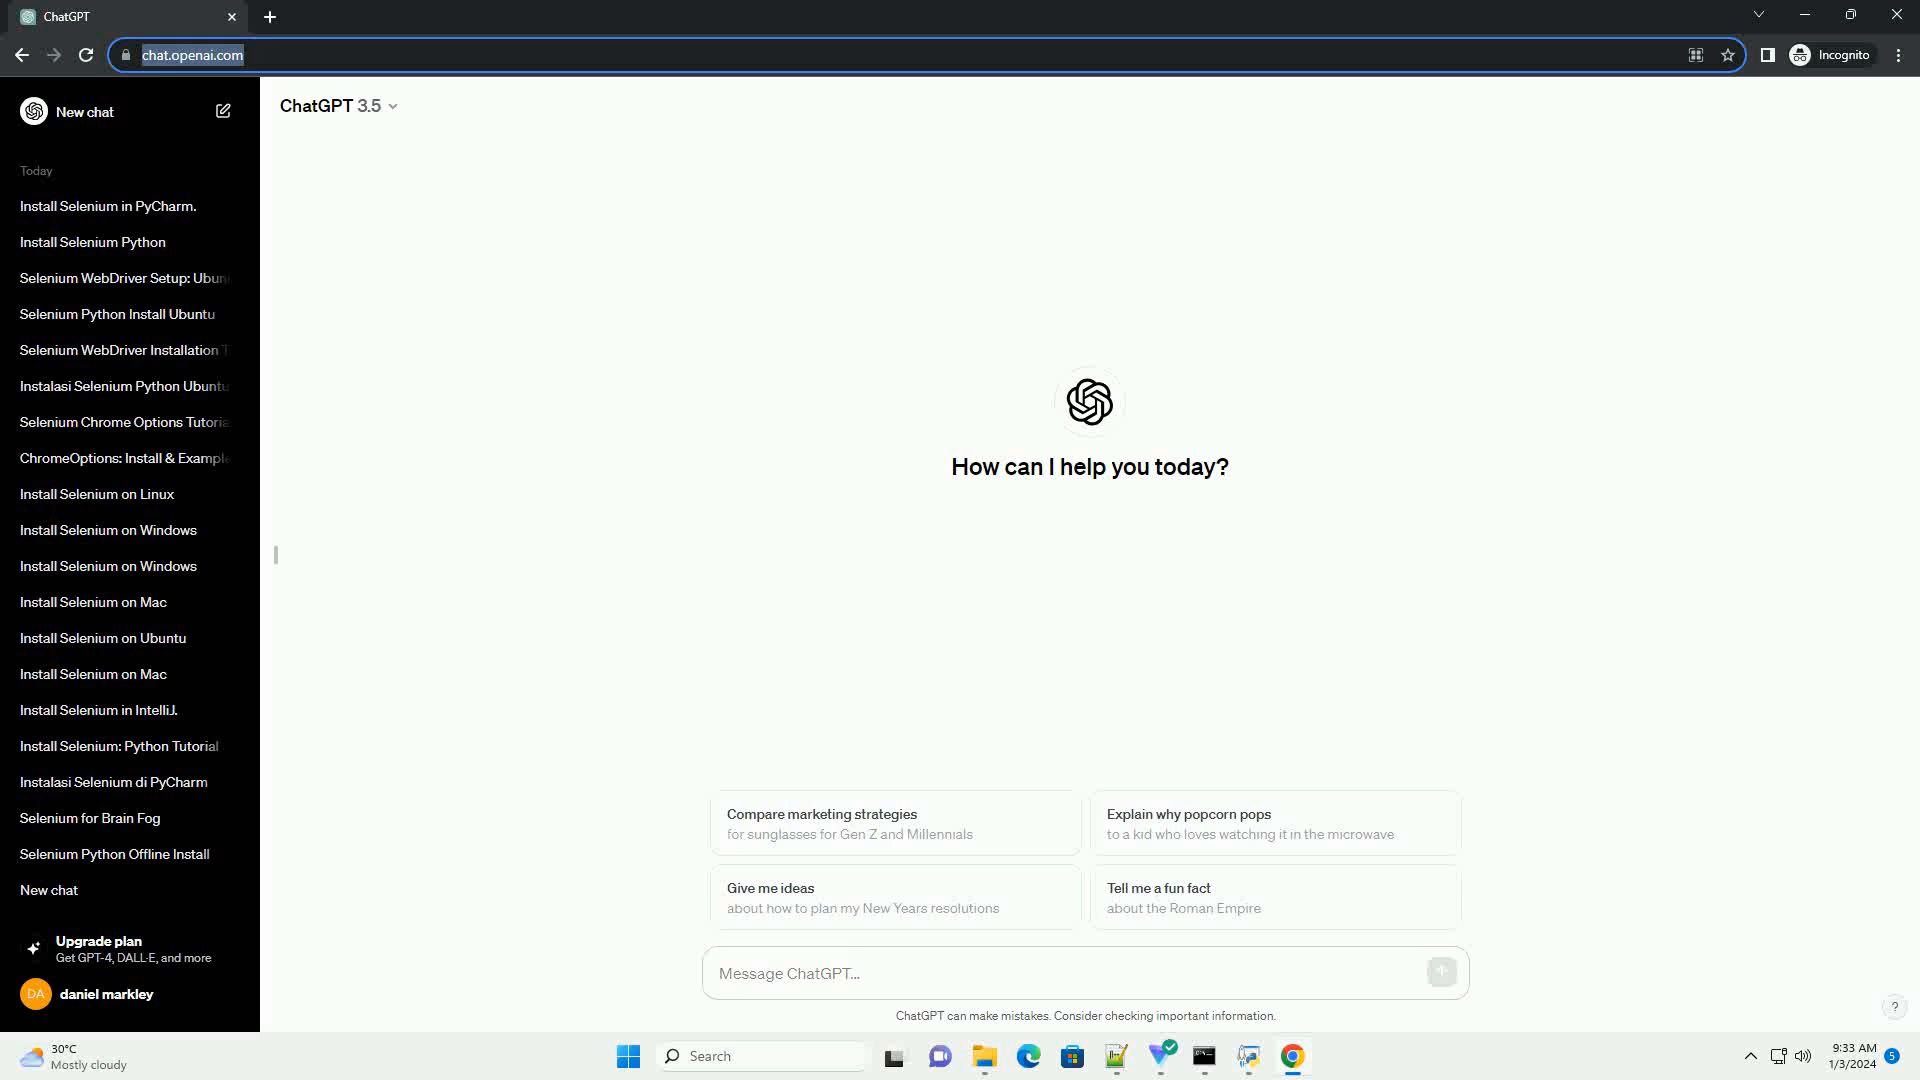 ChatGPT
chat.openai.com
Incognito
New chat
ChatGPT 3.5
Today
Install Selenium in PyCharm.
Install Selenium Python
Selenium WebDriver Setup: Ubun
Selenium Python Install Ubuntu
Selenium WebDriver Installation T
Instalasi Selenium Python Ubuntu
Selenium Chrome Options Tutoria
ChromeOptions: Install & Example
Install Selenium on Linux
Install Selenium on Windows
Install Selenium on Windows
Install Selenium on Mac
Install Selenium on Ubuntu
Install Selenium on Mac
Install Selenium in IntelliJ.
Install Selenium: Python Tutorial
Instalasi Selenium di PyCharm
Selenium for Brain Fog
Selenium Python Offline Install
New chat
Upgrade plan
Get GPT-4, DALL·E, and more
DA
daniel markley
How can I help you today?
Compare marketing strategies
for sunglasses for Gen Z and Millennials
Explain why popcorn pops
to a kid who loves watching it in the microwave
Give me ideas
about how to plan my New Years resolutions
Tell me a fun fact
about the Roman Empire
Message ChatGPT...
ChatGPT can make mistakes. Consider checking important information.
?
30°C
Mostly cloudy
Search
9:33 AM
1/3/2024
5